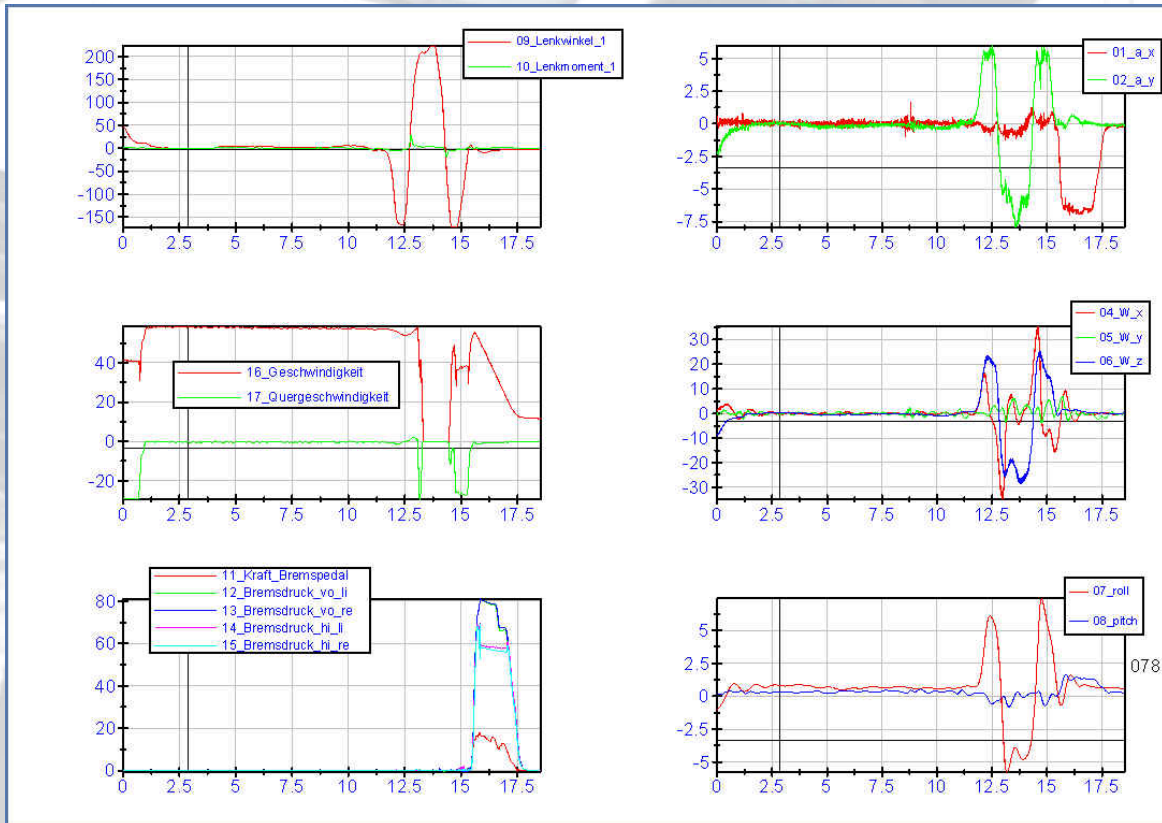 09_Lenkwinkel_1
10_Lenkmoment_1
200
150
100
50
0
-50
-100
-150
0 2.5 5 7.5 10 12.5 15 17.5
01_a_x
02_a_y
5
2.5
0
-2.5
-5
-7.5
0 2.5 5 7.5 10 12.5 15 17.5
16_Geschwindigkeit
17_Quergeschwindigkeit
40
20
0
-20
0 2.5 5 7.5 10 12.5 15 17.5
04_W_x
05_W_y
06_W_z
30
20
10
0
-10
-20
-30
0 2.5 5 7.5 10 12.5 15 17.5
11_Kraft_Bremspedal
12_Bremsdruck_vo_li
13_Bremsdruck_vo_re
14_Bremsdruck_hi_li
15_Bremsdruck_hi_re
80
60
40
20
0
0 2.5 5 7.5 10 12.5 15 17.5
07_roll
08_pitch
5
2.5
0
-2.5
-5
0 2.5 5 7.5 10 12.5 15 17.5
078